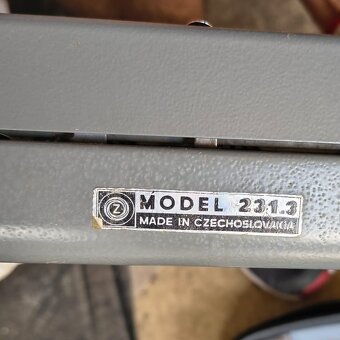 Z MODEL 231.3
MADE IN CZECHOSLOVAKIA